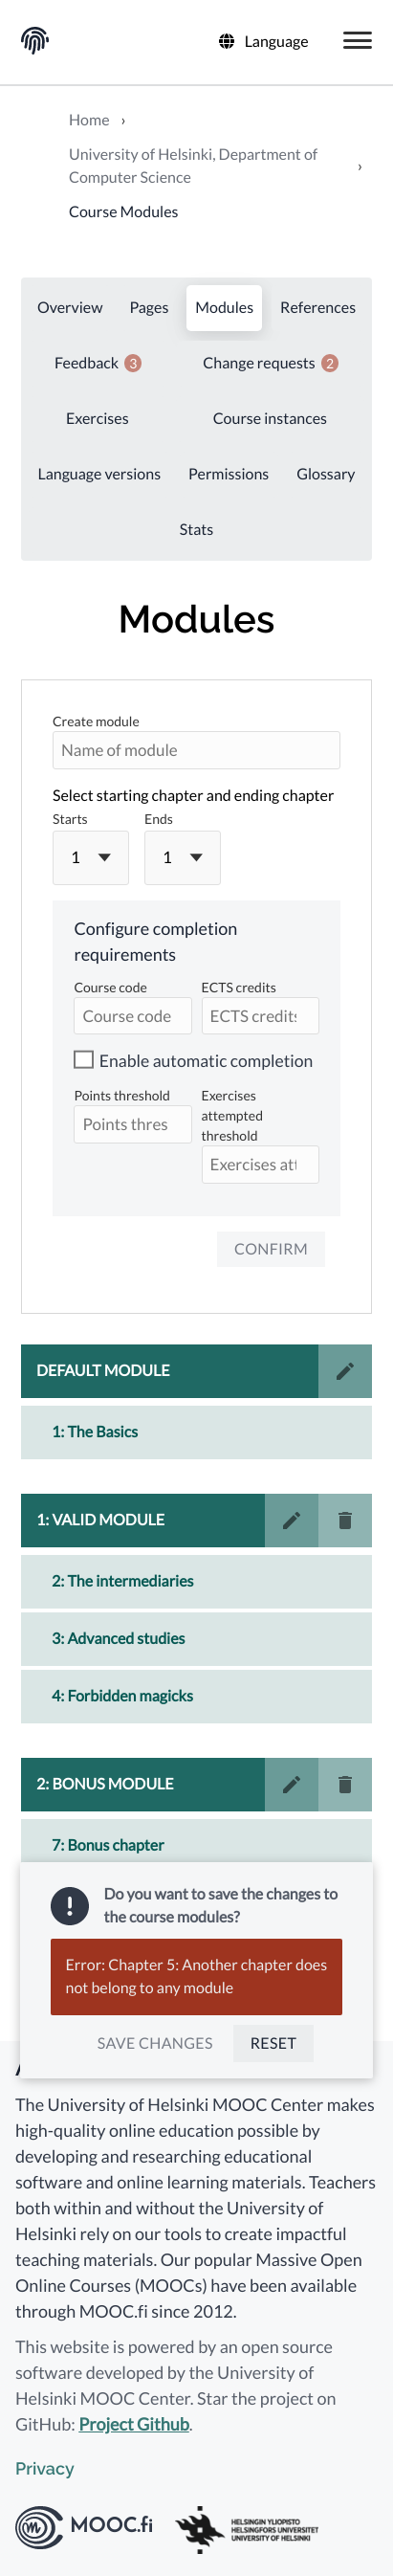 Language
Home ›
University of Helsinki, Department of
Computer Science ›
Course Modules
Overview Pages Modules References
Feedback 3 Change requests 2
Exercises Course instances
Language versions Permissions Glossary
Stats
Modules
Create module
Name of module
Select starting chapter and ending chapter
Starts Ends
1 1
Configure completion
requirements
Course code ECTS credits
Course code ECTS credits
Enable automatic completion
Points threshold Exercises
attempted
threshold
Points thres
Exercises att
CONFIRM
DEFAULT MODULE
1: The Basics
1: VALID MODULE
2: The intermediaries
3: Advanced studies
4: Forbidden magicks
2: BONUS MODULE
7: Bonus chapter
Do you want to save the changes to
the course modules?
Error: Chapter 5: Another chapter does
not belong to any module
SAVE CHANGES RESET
The University of Helsinki MOOC Center makes
high-quality online education possible by
developing and researching educational
software and online learning materials. Teachers
both within and without the University of
Helsinki rely on our tools to create impactful
teaching materials. Our popular Massive Open
Online Courses (MOOCs) have been available
through MOOC.fi since 2012.
This website is powered by an open source
software developed by the University of
Helsinki MOOC Center. Star the project on
GitHub: Project Github.
Privacy
MOOC.fi
HELSINGIN YLIOPISTO
HELSINGFORS UNIVERSITET
UNIVERSITY OF HELSINKI